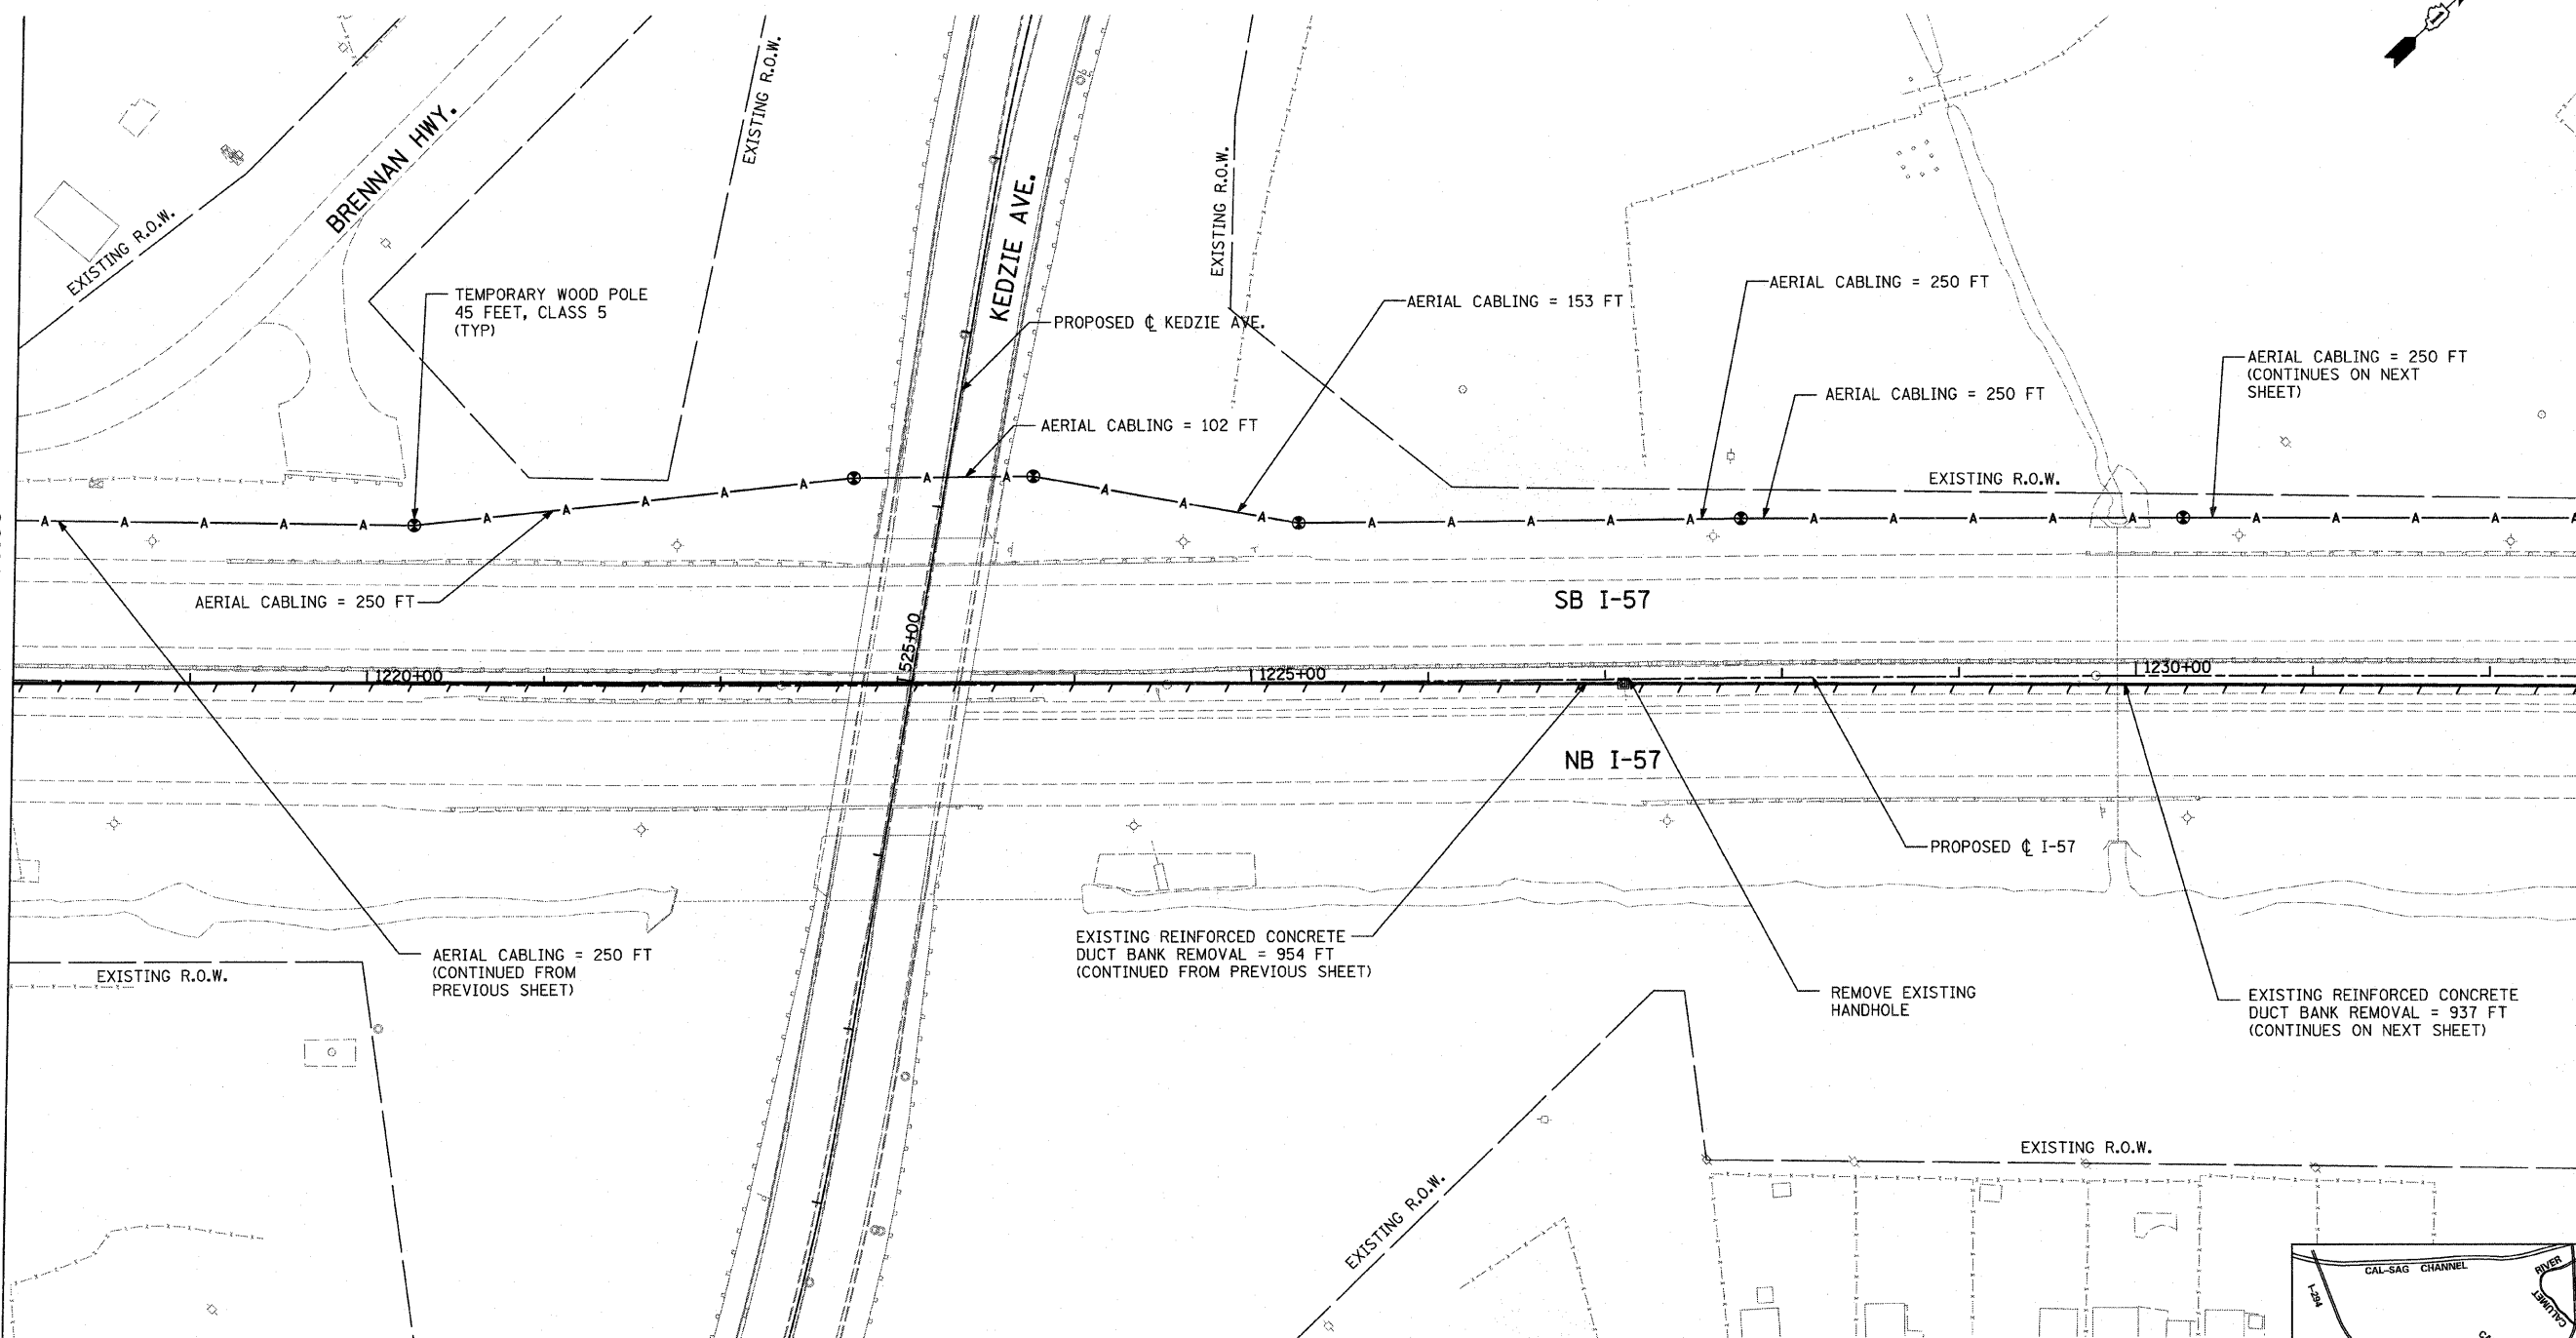 BRENNAN HWY.
EXISTING R.O.W.
EXISTING R.O.W.
KEDZIE AVE.
EXISTING R.O.W.
TEMPORARY WOOD POLE
45 FEET, CLASS 5
(TYP)
PROPOSED ℄ KEDZIE AVE.
AERIAL CABLING = 153 FT
AERIAL CABLING = 250 FT
AERIAL CABLING = 250 FT
(CONTINUES ON NEXT
SHEET)
AERIAL CABLING = 250 FT
AERIAL CABLING = 102 FT
EXISTING R.O.W.
A A A A A A A A A A A A A A A A A A A A A A A A A A A A A
AERIAL CABLING = 250 FT
SB I-57
525+00
1220+00
1225+00
1230+00
NB I-57
PROPOSED ℄ I-57
AERIAL CABLING = 250 FT
(CONTINUED FROM
PREVIOUS SHEET)
EXISTING R.O.W.
EXISTING REINFORCED CONCRETE
DUCT BANK REMOVAL = 954 FT
(CONTINUED FROM PREVIOUS SHEET)
REMOVE EXISTING
HANDHOLE
EXISTING REINFORCED CONCRETE
DUCT BANK REMOVAL = 937 FT
(CONTINUES ON NEXT SHEET)
EXISTING R.O.W.
EXISTING R.O.W.
CAL-SAG CHANNEL
RIVER
CALUMET
I-294